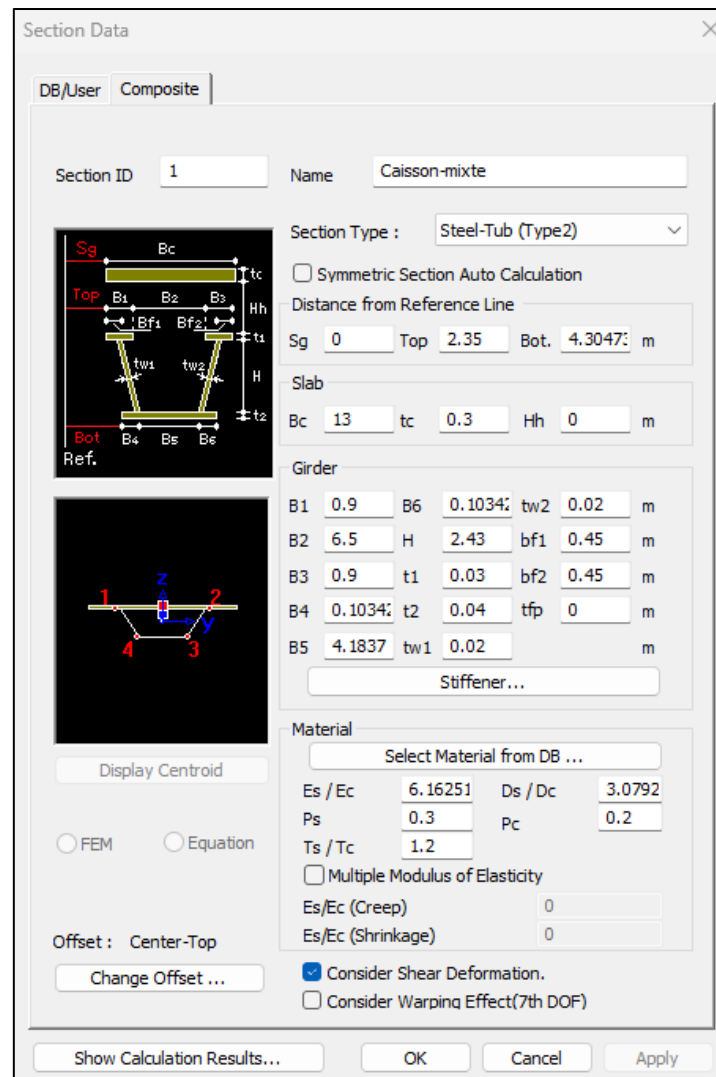 Section Data
DB/User Composite
Section ID 1 Name Caisson-mixte
Section Type : Steel-Tub (Type2)
Symmetric Section Auto Calculation
Distance from Reference Line
Sg 0 Top 2.35 Bot. 4.30473 m
Slab
Bc 13 tc 0.3 Hh 0 m
Girder
B1 0.9 B6 0.10342 tw2 0.02 m
B2 6.5 H 2.43 bf1 0.45 m
B3 0.9 t1 0.03 bf2 0.45 m
B4 0.10342 t2 0.04 tfp 0 m
B5 4.1837 tw1 0.02 m
Stiffener...
Sg Bc
tc
Top B1 B2 B3 Hh
Bf1 Bf2 t1
tw1 tw2 H
t2
Bot B4 B5 B6
Ref.
z
1 2
y
4 3
Display Centroid
FEM Equation
Offset : Center-Top
Change Offset ...
Material
Select Material from DB ...
Es / Ec 6.16251 Ds / Dc 3.0792
Ps 0.3 Pc 0.2
Ts / Tc 1.2
Multiple Modulus of Elasticity
Es/Ec (Creep) 0
Es/Ec (Shrinkage) 0
Consider Shear Deformation.
Consider Warping Effect(7th DOF)
Show Calculation Results... OK Cancel Apply